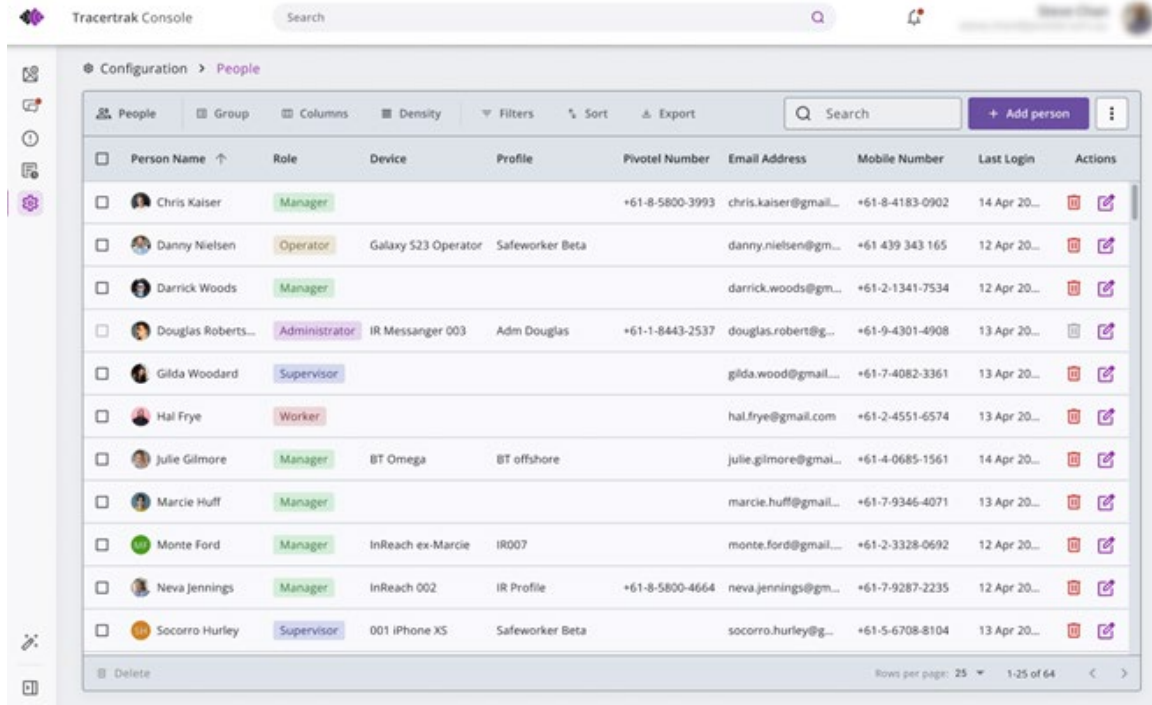 Tracertrak Console Search
Configuration > People
People Group Columns Density Filters Sort Export Search + Add person
Person Name ↑ Role Device Profile Pivotel Number Email Address Mobile Number Last Login Actions
Chris Kaiser Manager +61-8-5800-3993 chris.kaiser@gmail... +61-8-4183-0902 14 Apr 20...
Danny Nielsen Operator Galaxy S23 Operator Safeworker Beta danny.nielsen@gm... +61 439 343 165 12 Apr 20...
Darrick Woods Manager darrick.woods@gm... +61-2-1341-7534 12 Apr 20...
Douglas Roberts... Administrator IR Messanger 003 Adm Douglas +61-1-8443-2537 douglas.robert@g... +61-9-4301-4908 13 Apr 20...
Gilda Woodard Supervisor gilda.wood@gmail.... +61-7-4082-3361 13 Apr 20...
Hal Frye Worker hal.frye@gmail.com +61-2-4551-6574 13 Apr 20...
Julie Gilmore Manager BT Omega BT offshore julie.gilmore@gmai... +61-4-0685-1561 14 Apr 20...
Marcie Huff Manager marcie.huff@gmail... +61-7-9346-4071 13 Apr 20...
Monte Ford Manager InReach ex-Marcie IR007 monte.ford@gmail.... +61-2-3328-0692 12 Apr 20...
Neva Jennings Manager InReach 002 IR Profile +61-8-5800-4664 neva.jennings@gm... +61-7-9287-2235 12 Apr 20...
SH Socorro Hurley Supervisor 001 iPhone XS Safeworker Beta socorro.hurley@g... +61-5-6708-8104 13 Apr 20...
Delete Rows per page: 25 1-25 of 64